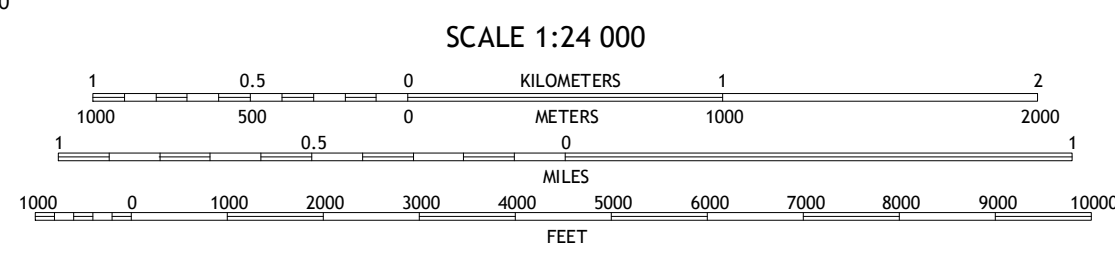 0
SCALE 1:24 000
1 0.5 0 KILOMETERS 1 2
1000 500 0 METERS 1000 2000
1 0.5 0 1
MILES
1000 0 1000 2000 3000 4000 5000 6000 7000 8000 9000 10000
FEET